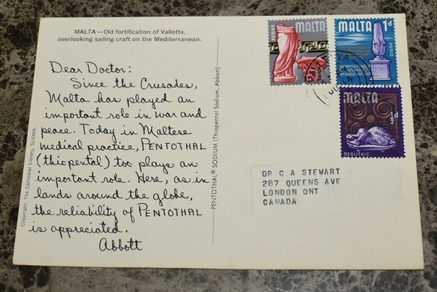 MALTA—Old fortification of Valletta,
overlooking sailing craft on the Mediterranean.
Dear Doctor:
Since the Crusades,
Malta has played an
important role in war and
peace. Today in Maltese
medical practice, PENTOTHAL
(thiopental) too plays an
important role. Here, as in
lands around the globe,
the reliability of PENTOTHAL
is appreciated.
Abbott
PENTOTHAL® SODIUM (Thiopental Sodium, Abbott)
MALTA
MALTA 1d
MALTA
d
NEOLITHIC
DR C A STEWART
287 QUEENS AVE
LONDON ONT
CANADA